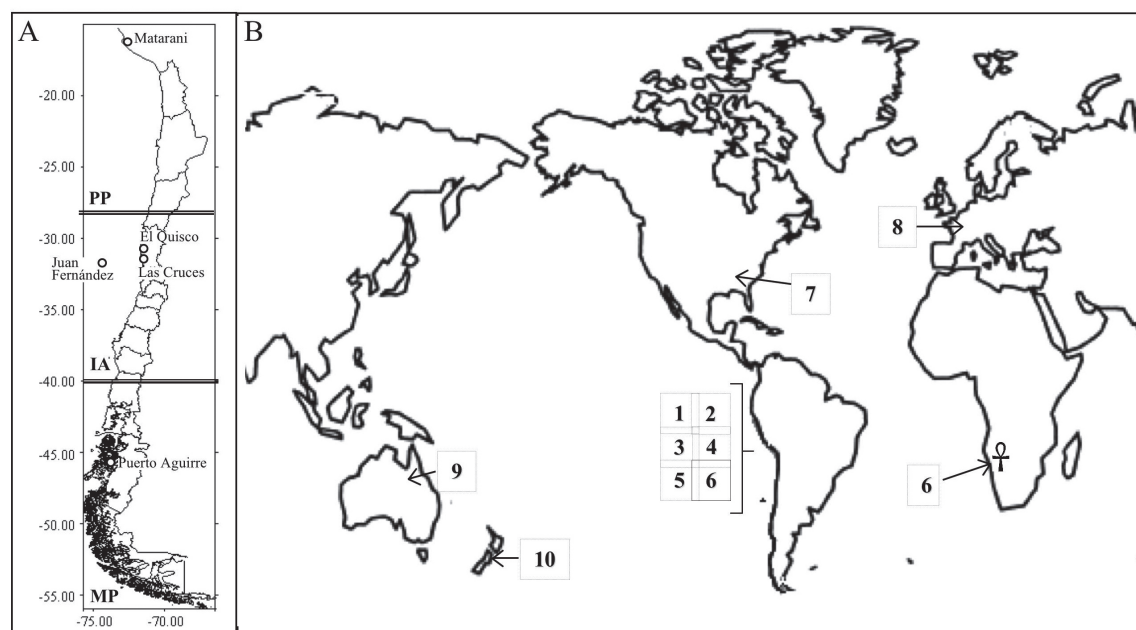 A
Matarani
-20.00
-25.00
PP
-30.00
El Quisco
Juan
Fernández
Las Cruces
-35.00
IA
-40.00
-45.00
Puerto Aguirre
-50.00
MP
-55.00
-75.00 -70.00
B
8
7
1 2
3 4
5 6
6
9
10